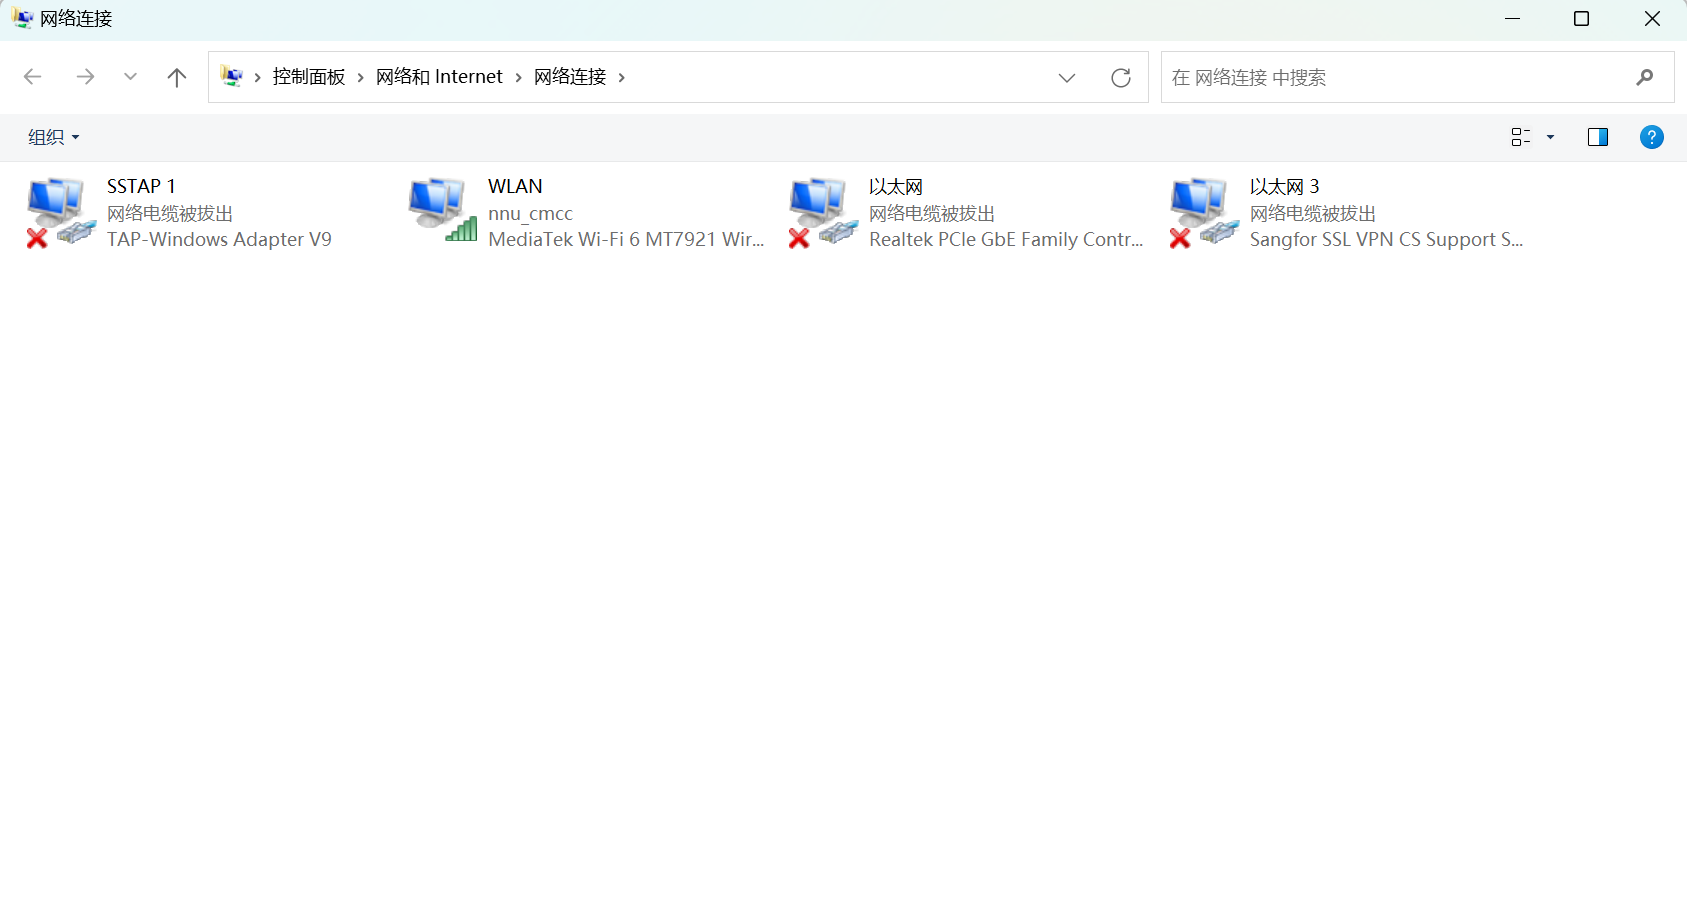 网络连接
控制面板 › 网络和 Internet › 网络连接 ›
在 网络连接 中搜索
组织
?
SSTAP 1
网络电缆被拔出
TAP-Windows Adapter V9
WLAN
nnu_cmcc
MediaTek Wi-Fi 6 MT7921 Wir...
以太网
网络电缆被拔出
Realtek PCIe GbE Family Contr...
以太网 3
网络电缆被拔出
Sangfor SSL VPN CS Support S...